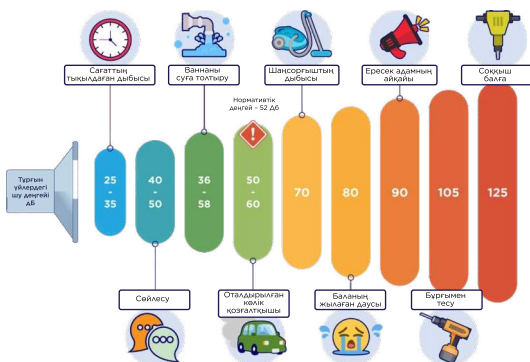 Сағаттың
тықылдаған дыбысы
Ваннаны
суға толтыру
Шаңсорғыштың
дыбысы
Ересек адамның
айқайы
Соққыш
балға
Нормативтік
деңгей - 52 Дб
Тұрғын
үйлердегі
шу деңгейі
дБ
25
-
35
40
-
50
36
-
58
50
-
60
70
80
90
105
125
Сөйлесу
Оталдырылған
көлік
қозғалтқышы
Баланың
жылаған даусы
Бұрғымен
тесу